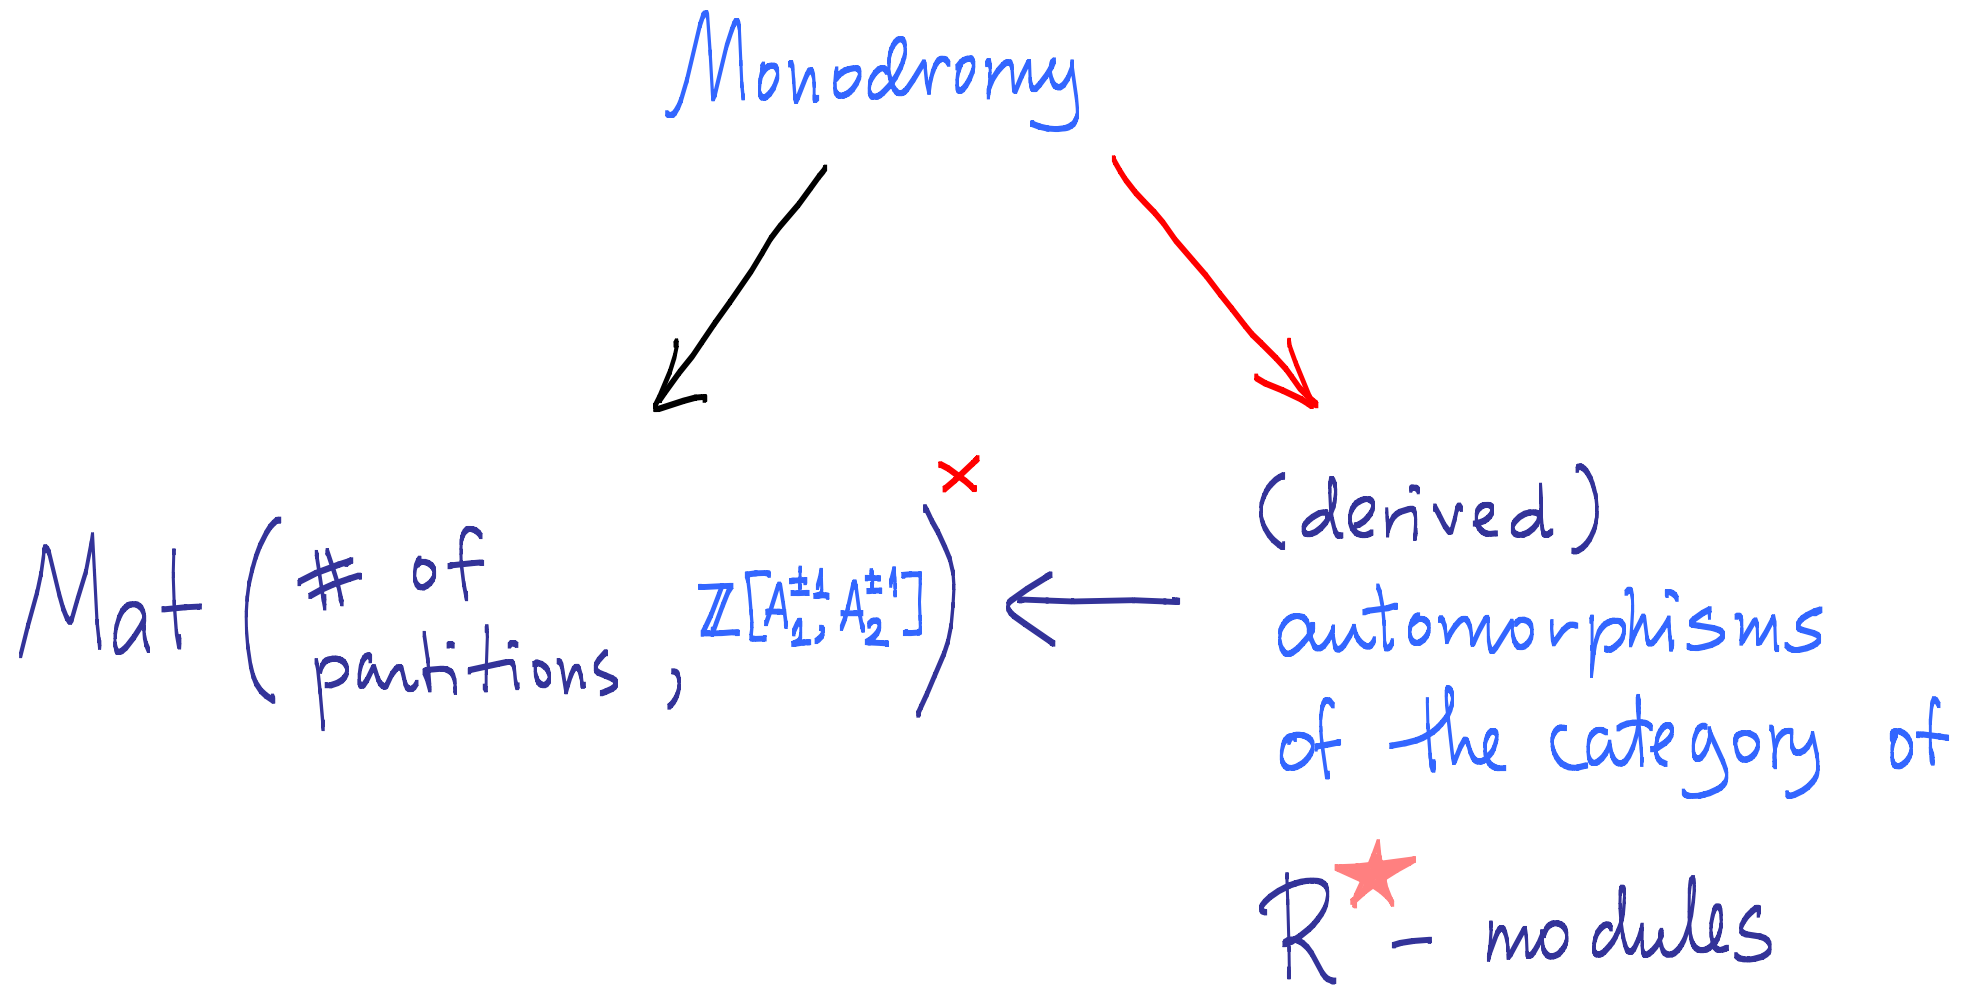 Monodromy
Mat ( # of partitions , ℤ[A₁^±1, A₂^±1] )^×
(derived)
automorphisms
of the category of
R★ - modules